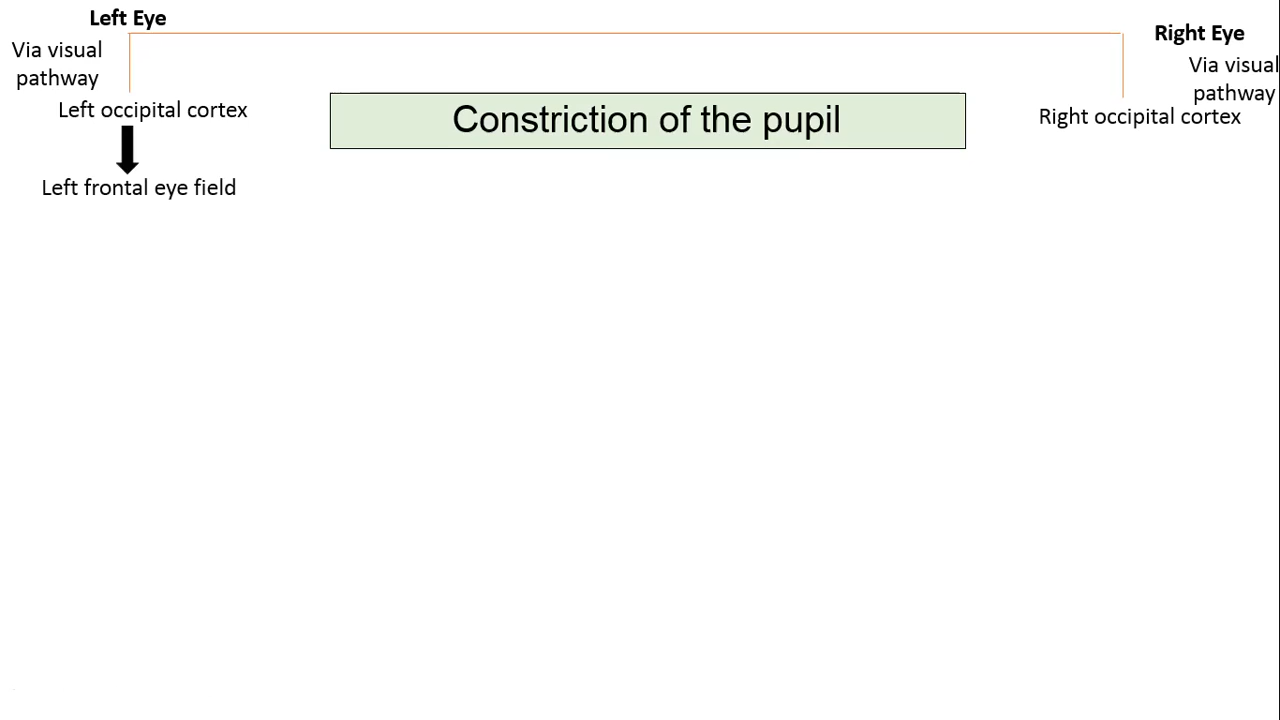 Left Eye
Via visual
pathway
Left occipital cortex
Left frontal eye field
Constriction of the pupil
Right Eye
Via visual
pathway
Right occipital cortex